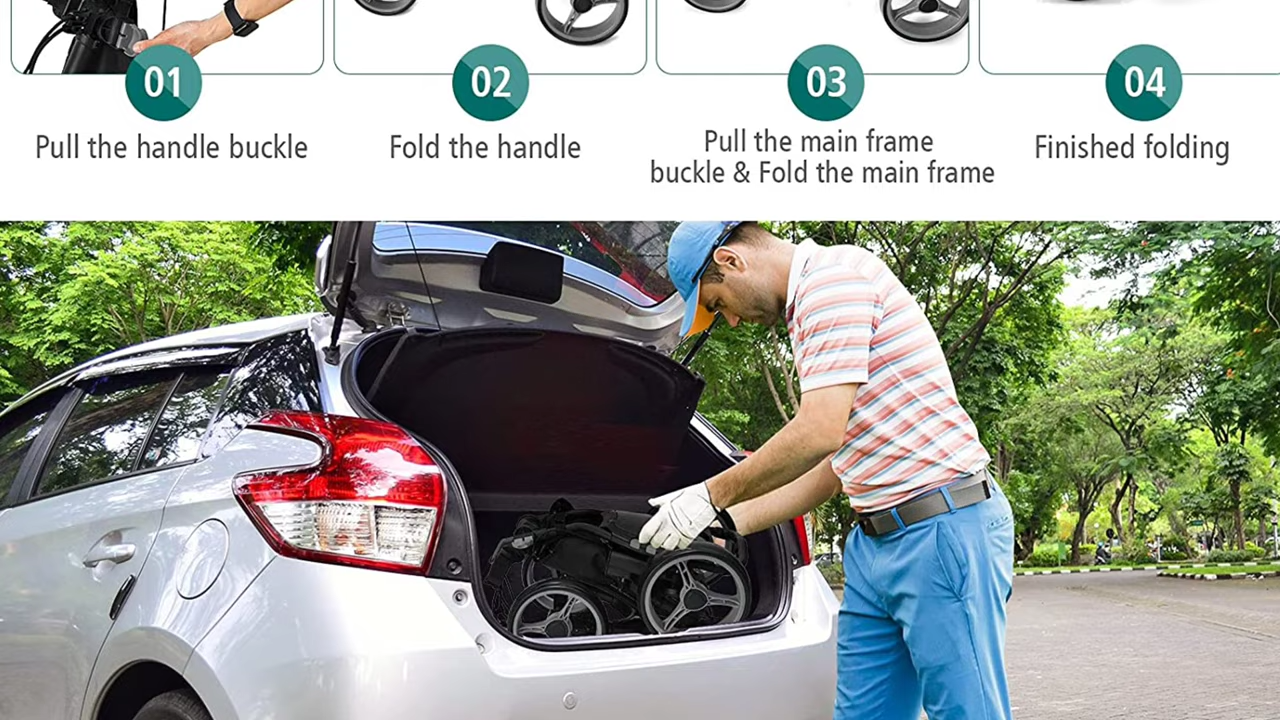 01
02
03
04
Pull the handle buckle
Fold the handle
Pull the main frame
buckle & Fold the main frame
Finished folding